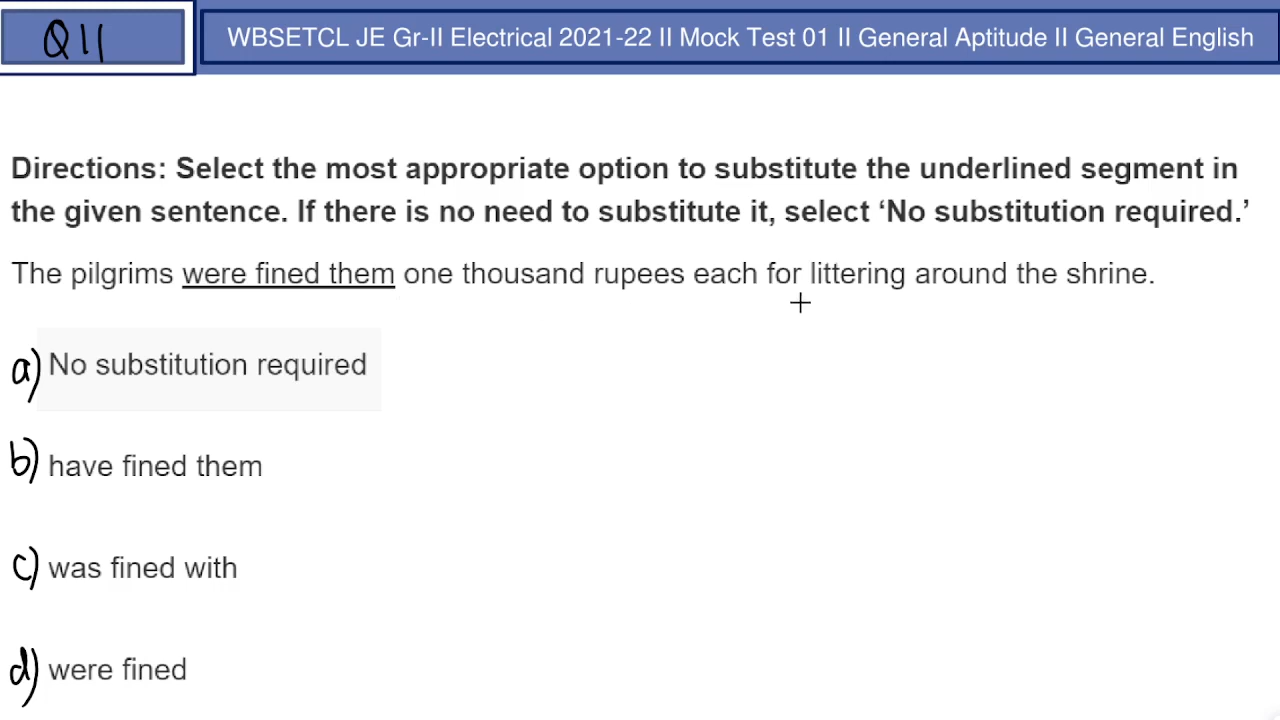 Q11
WBSETCL JE Gr-II Electrical 2021-22 II Mock Test 01 II General Aptitude II General English
Directions: Select the most appropriate option to substitute the underlined segment in
the given sentence. If there is no need to substitute it, select ‘No substitution required.’
The pilgrims were fined them one thousand rupees each for littering around the shrine.
a) No substitution required
b) have fined them
c) was fined with
d) were fined